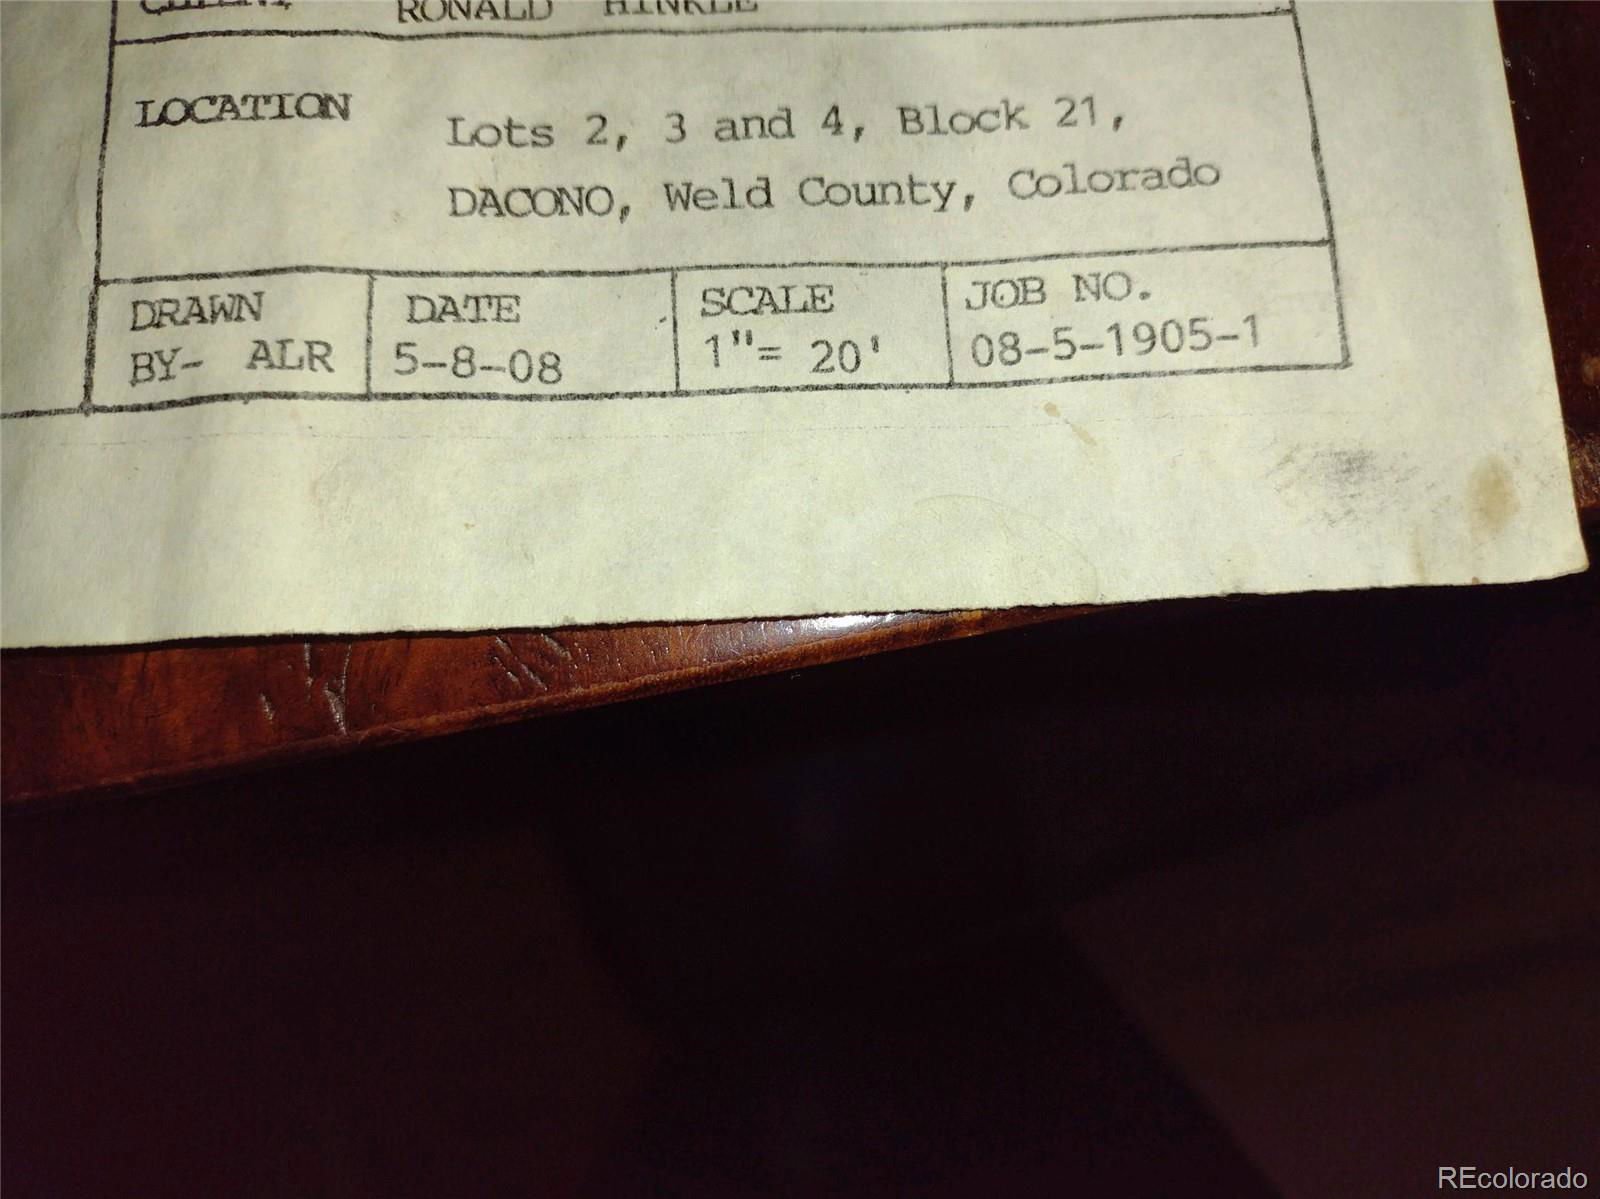 CLIENT RONALD HINKLE
LOCATION
Lots 2, 3 and 4, Block 21,
DACONO, Weld County, Colorado
DRAWN
BY- ALR
DATE
5-8-08
SCALE
1"= 20'
JOB NO.
08-5-1905-1
REcolorado